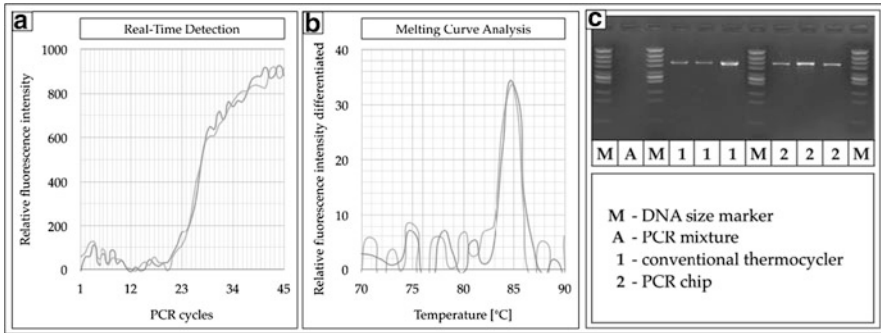 a
Real-Time Detection
Relative fluorescence intensity
1000
800
600
400
200
0
1 12 23 34 45
PCR cycles
b
Melting Curve Analysis
Relative fluorescence intensity differentiated
40
30
20
10
0
70 75 80 85 90
Temperature [°C]
c
M A M 1 1 1 M 2 2 2 M
M - DNA size marker
A - PCR mixture
1 - conventional thermocycler
2 - PCR chip